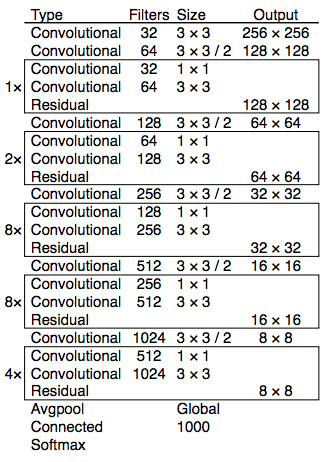 Type Filters Size Output
Convolutional 32 3 × 3 256 × 256
Convolutional 64 3 × 3 / 2 128 × 128
Convolutional 32 1 × 1
1× Convolutional 64 3 × 3
Residual 128 × 128
Convolutional 128 3 × 3 / 2 64 × 64
Convolutional 64 1 × 1
2× Convolutional 128 3 × 3
Residual 64 × 64
Convolutional 256 3 × 3 / 2 32 × 32
Convolutional 128 1 × 1
8× Convolutional 256 3 × 3
Residual 32 × 32
Convolutional 512 3 × 3 / 2 16 × 16
Convolutional 256 1 × 1
8× Convolutional 512 3 × 3
Residual 16 × 16
Convolutional 1024 3 × 3 / 2 8 × 8
Convolutional 512 1 × 1
4× Convolutional 1024 3 × 3
Residual 8 × 8
Avgpool Global
Connected 1000
Softmax